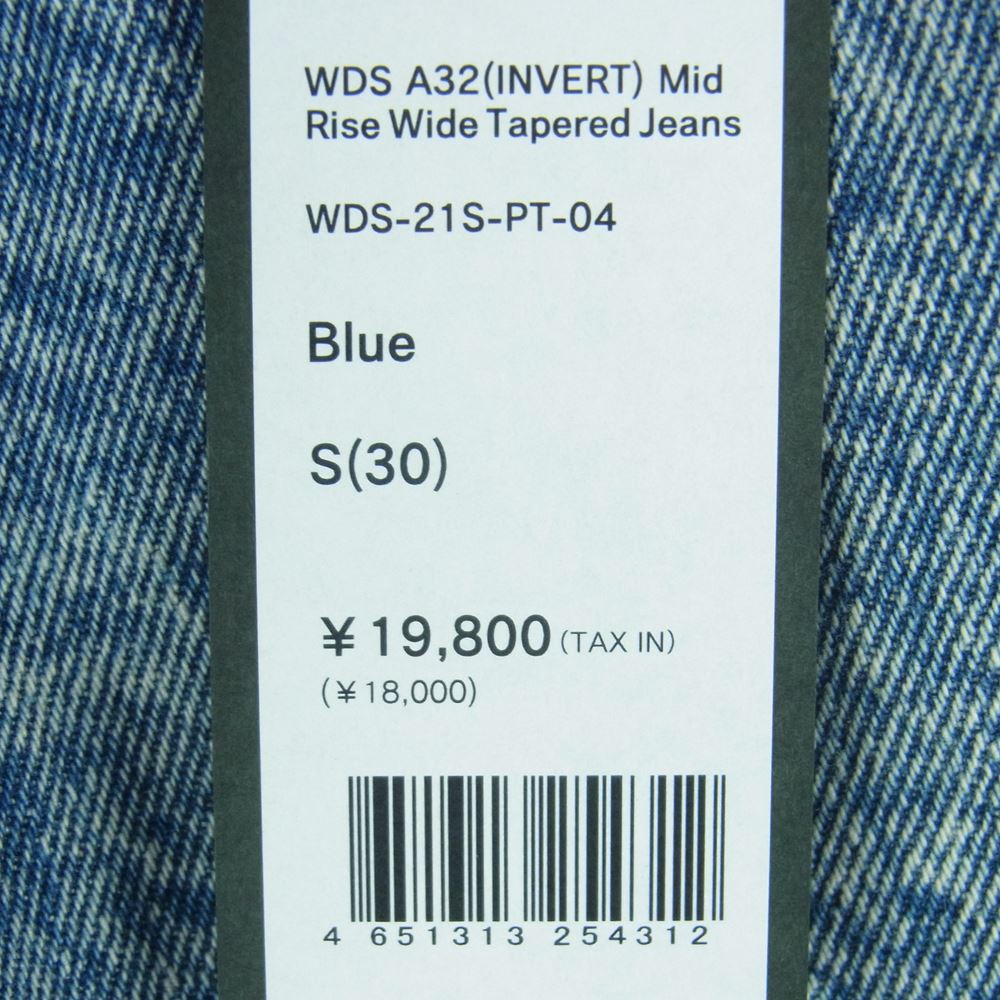 WDS A32(INVERT) Mid
Rise Wide Tapered Jeans
WDS-21S-PT-04
Blue
S(30)
¥19,800(TAX IN)
(¥18,000)
4 651313 254312